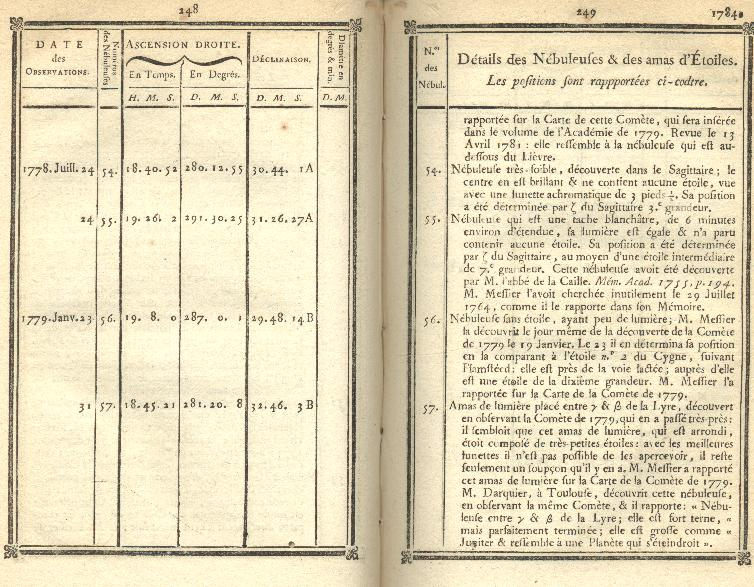 248
DATE
des
OBSERVATIONS.
Numéros
des Nébuleuses
ASCENSION DROITE.
En Temps.
En Degrés.
DÉCLINAISON.
Diamètre en
degrés & min.
H. M. S.
D. M. S.
D. M. S.
D. M.
1778. Juill. 24 54. 18. 40. 52 280. 12. 55 30. 44. 1A
24 55. 19. 26. 2 291. 30. 25 31. 26. 27A
1779. Janv. 23 56. 19. 8. 0 287. 0. 1 29. 48. 14B
31 57. 18. 45. 21 281. 20. 8 32. 46. 3B
249
1784.
N.os
des
Nébul.
Détails des Nébuleuses & des amas d'Étoiles.
Les positions sont rappportées ci-contre.
rapportée sur la Carte de cette Comète, qui sera insérée
dans le volume de l'Académie de 1779. Revue le 13
Avril 1781 : elle ressemble à la nébuleuse qui est au-
dessous du Lièvre.
54. Nébuleuse très-foible, découverte dans le Sagittaire ; le
centre en est brillant & ne contient aucune étoile, vue
avec une lunette achromatique de 3 pieds ½. Sa position
a été déterminée par ζ du Sagittaire 3.e grandeur.
55. Nébuleuse qui est une tache blanchâtre, de 6 minutes
environ d'étendue, sa lumière est égale & n'a paru
contenir aucune étoile. Sa position a été déterminée
par ζ du Sagittaire, au moyen d'une étoile intermédiaire
de 7.e grandeur. Cette nébuleuse avoit été découverte
par M. l'abbé de la Caille. Mém. Acad. 1755, p. 194.
M. Messier l'avoit cherchée inutilement le 29 Juillet
1764, comme il le rapporte dans son Mémoire.
56. Nébuleuse sans étoile, ayant peu de lumière ; M. Messier
la découvrit le jour même de la découverte de la Comète
de 1779 le 19 Janvier. Le 23 il en détermina sa position
en la comparant à l'étoile n.° 2 du Cygne, suivant
Flamstéed : elle est près de la voie lactée ; auprès d'elle
est une étoile de la dixième grandeur. M. Messier l'a
rapportée sur la Carte de la Comète de 1779.
57. Amas de lumière placé entre γ & β de la Lyre, découvert
en observant la Comète de 1779, qui en a passé très-près :
il sembloit que cet amas de lumière, qui est arrondi,
étoit composé de très-petites étoiles : avec les meilleures
lunettes il n'est pas possible de les apercevoir, il reste
seulement un soupçon qu'il y en a. M. Messier a rapporté
cet amas de lumière sur la Carte de la Comète de 1779.
M. Darquier, à Toulouse, découvrit cette nébuleuse,
en observant la même Comète, & il rapporte : « Nébu-
leuse entre γ & β de la Lyre ; elle est fort terne, «
mais parfaitement terminée ; elle est grosse comme «
Jupiter & ressemble à une Planète qui s'éteindroit ».